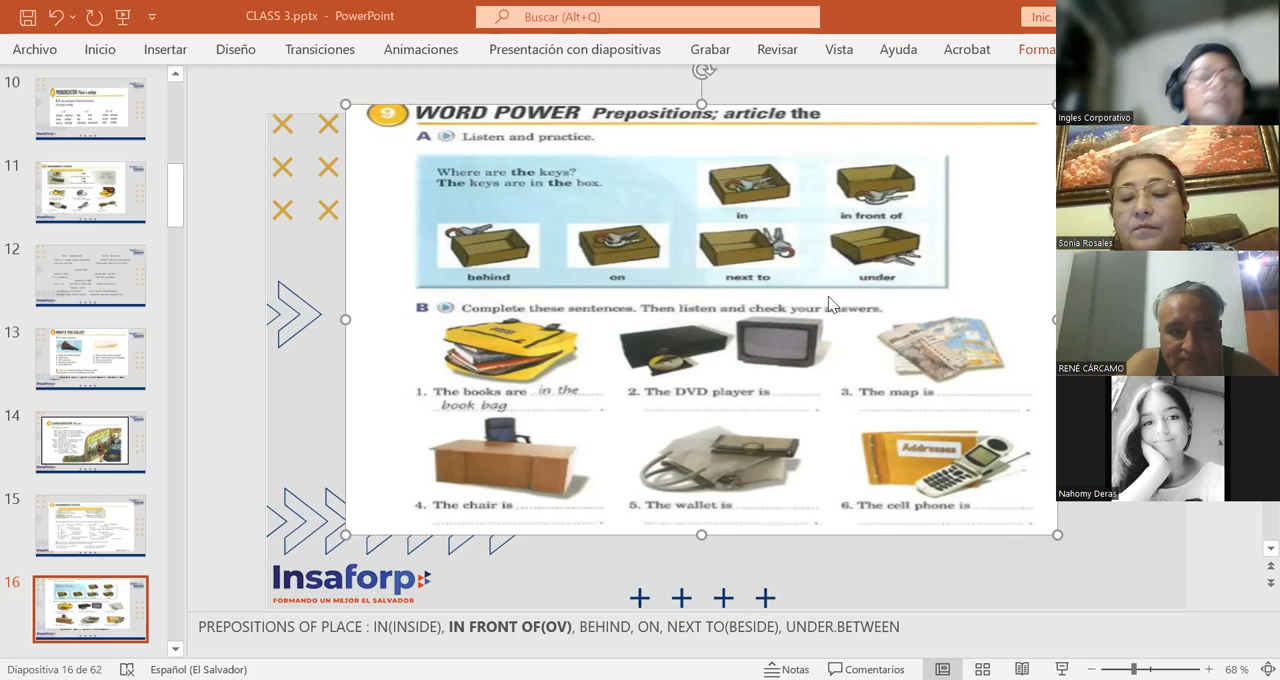 CLASS 3.pptx - PowerPoint
Buscar (Alt+Q)
Inic.
Archivo Inicio Insertar Diseño Transiciones Animaciones Presentación con diapositivas Grabar Revisar Vista Ayuda Acrobat Forma
10
11
12
13
14
15
16
9 WORD POWER Prepositions; article the
A Listen and practice.
Where are the keys?
The keys are in the box.
in
in front of
behind
on
next to
under
B Complete these sentences. Then listen and check your answers.
1. The books are in the
book bag
2. The DVD player is
3. The map is
Addresses
4. The chair is
5. The wallet is
6. The cell phone is
Insaforp
FORMANDO UN MEJOR EL SALVADOR
PREPOSITIONS OF PLACE : IN(INSIDE), IN FRONT OF(OV), BEHIND, ON, NEXT TO(BESIDE), UNDER.BETWEEN
Diapositiva 16 de 62
Español (El Salvador)
Notas
Comentarios
68 %
Ingles Corporativo
Sonia Rosales
RENÉ CÁRCAMO
Nahomy Deras